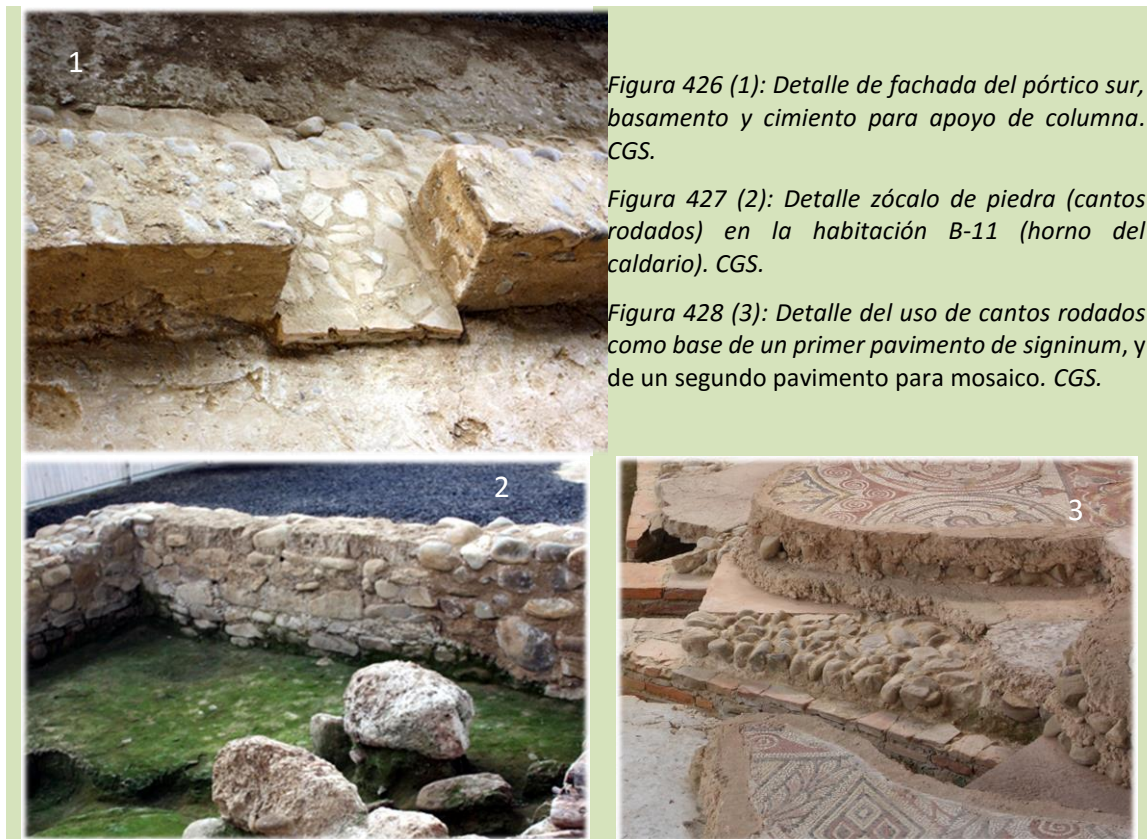 1
Figura 426 (1): Detalle de fachada del pórtico sur,
basamento y cimiento para apoyo de columna.
CGS.
Figura 427 (2): Detalle zócalo de piedra (cantos
rodados) en la habitación B-11 (horno del
caldario). CGS.
Figura 428 (3): Detalle del uso de cantos rodados
como base de un primer pavimento de signinum, y
de un segundo pavimento para mosaico. CGS.
2
3